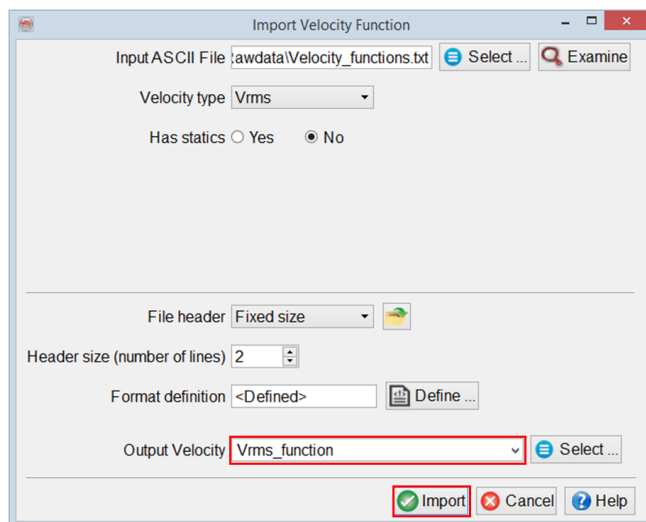 Import Velocity Function
Input ASCII File :awdata\Velocity_functions.txt Select ... Examine
Velocity type Vrms
Has statics Yes No
File header Fixed size
Header size (number of lines) 2
Format definition <Defined> Define ...
Output Velocity Vrms_function Select ...
Import Cancel Help